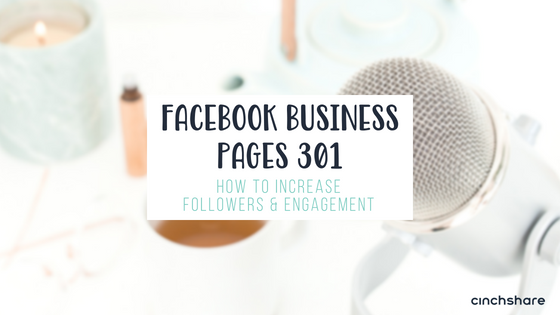 FACEBOOK BUSINESS
PAGES 301
HOW TO INCREASE
FOLLOWERS & ENGAGEMENT
cinchshare